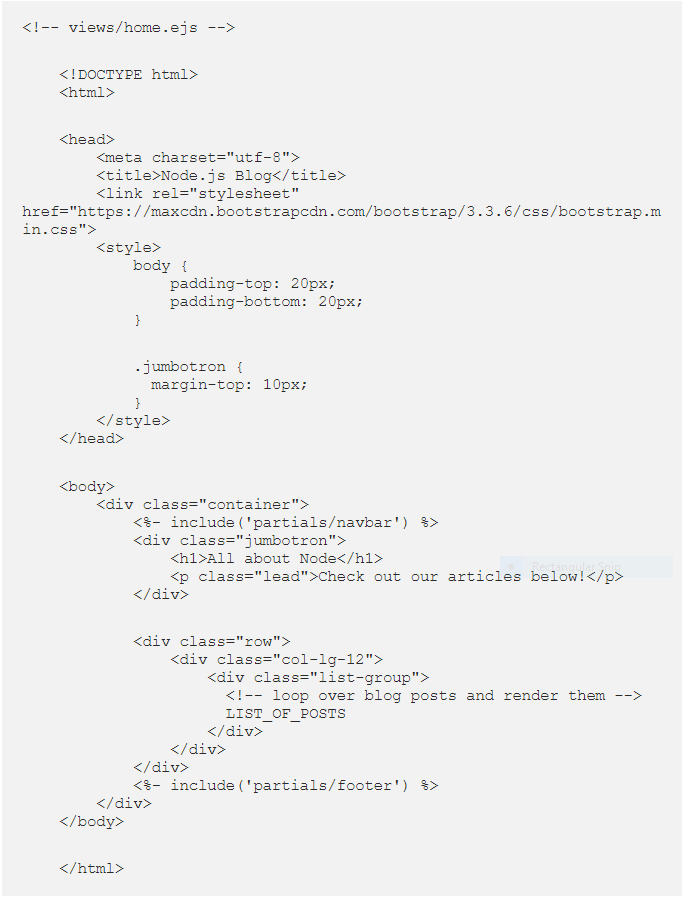 <!-- views/home.ejs -->
<!DOCTYPE html>
<html>
<head>
<meta charset="utf-8">
<title>Node.js Blog</title>
<link rel="stylesheet"
href="https://maxcdn.bootstrapcdn.com/bootstrap/3.3.6/css/bootstrap.m
in.css">
<style>
body {
padding-top: 20px;
padding-bottom: 20px;
}
.jumbotron {
margin-top: 10px;
}
</style>
</head>
<body>
<div class="container">
<%- include('partials/navbar') %>
<div class="jumbotron">
<h1>All about Node</h1>
Rectangular Snip
<p class="lead">Check out our articles below!</p>
</div>
<div class="row">
<div class="col-lg-12">
<div class="list-group">
<!-- loop over blog posts and render them -->
LIST_OF_POSTS
</div>
</div>
</div>
<%- include('partials/footer') %>
</div>
</body>
</html>